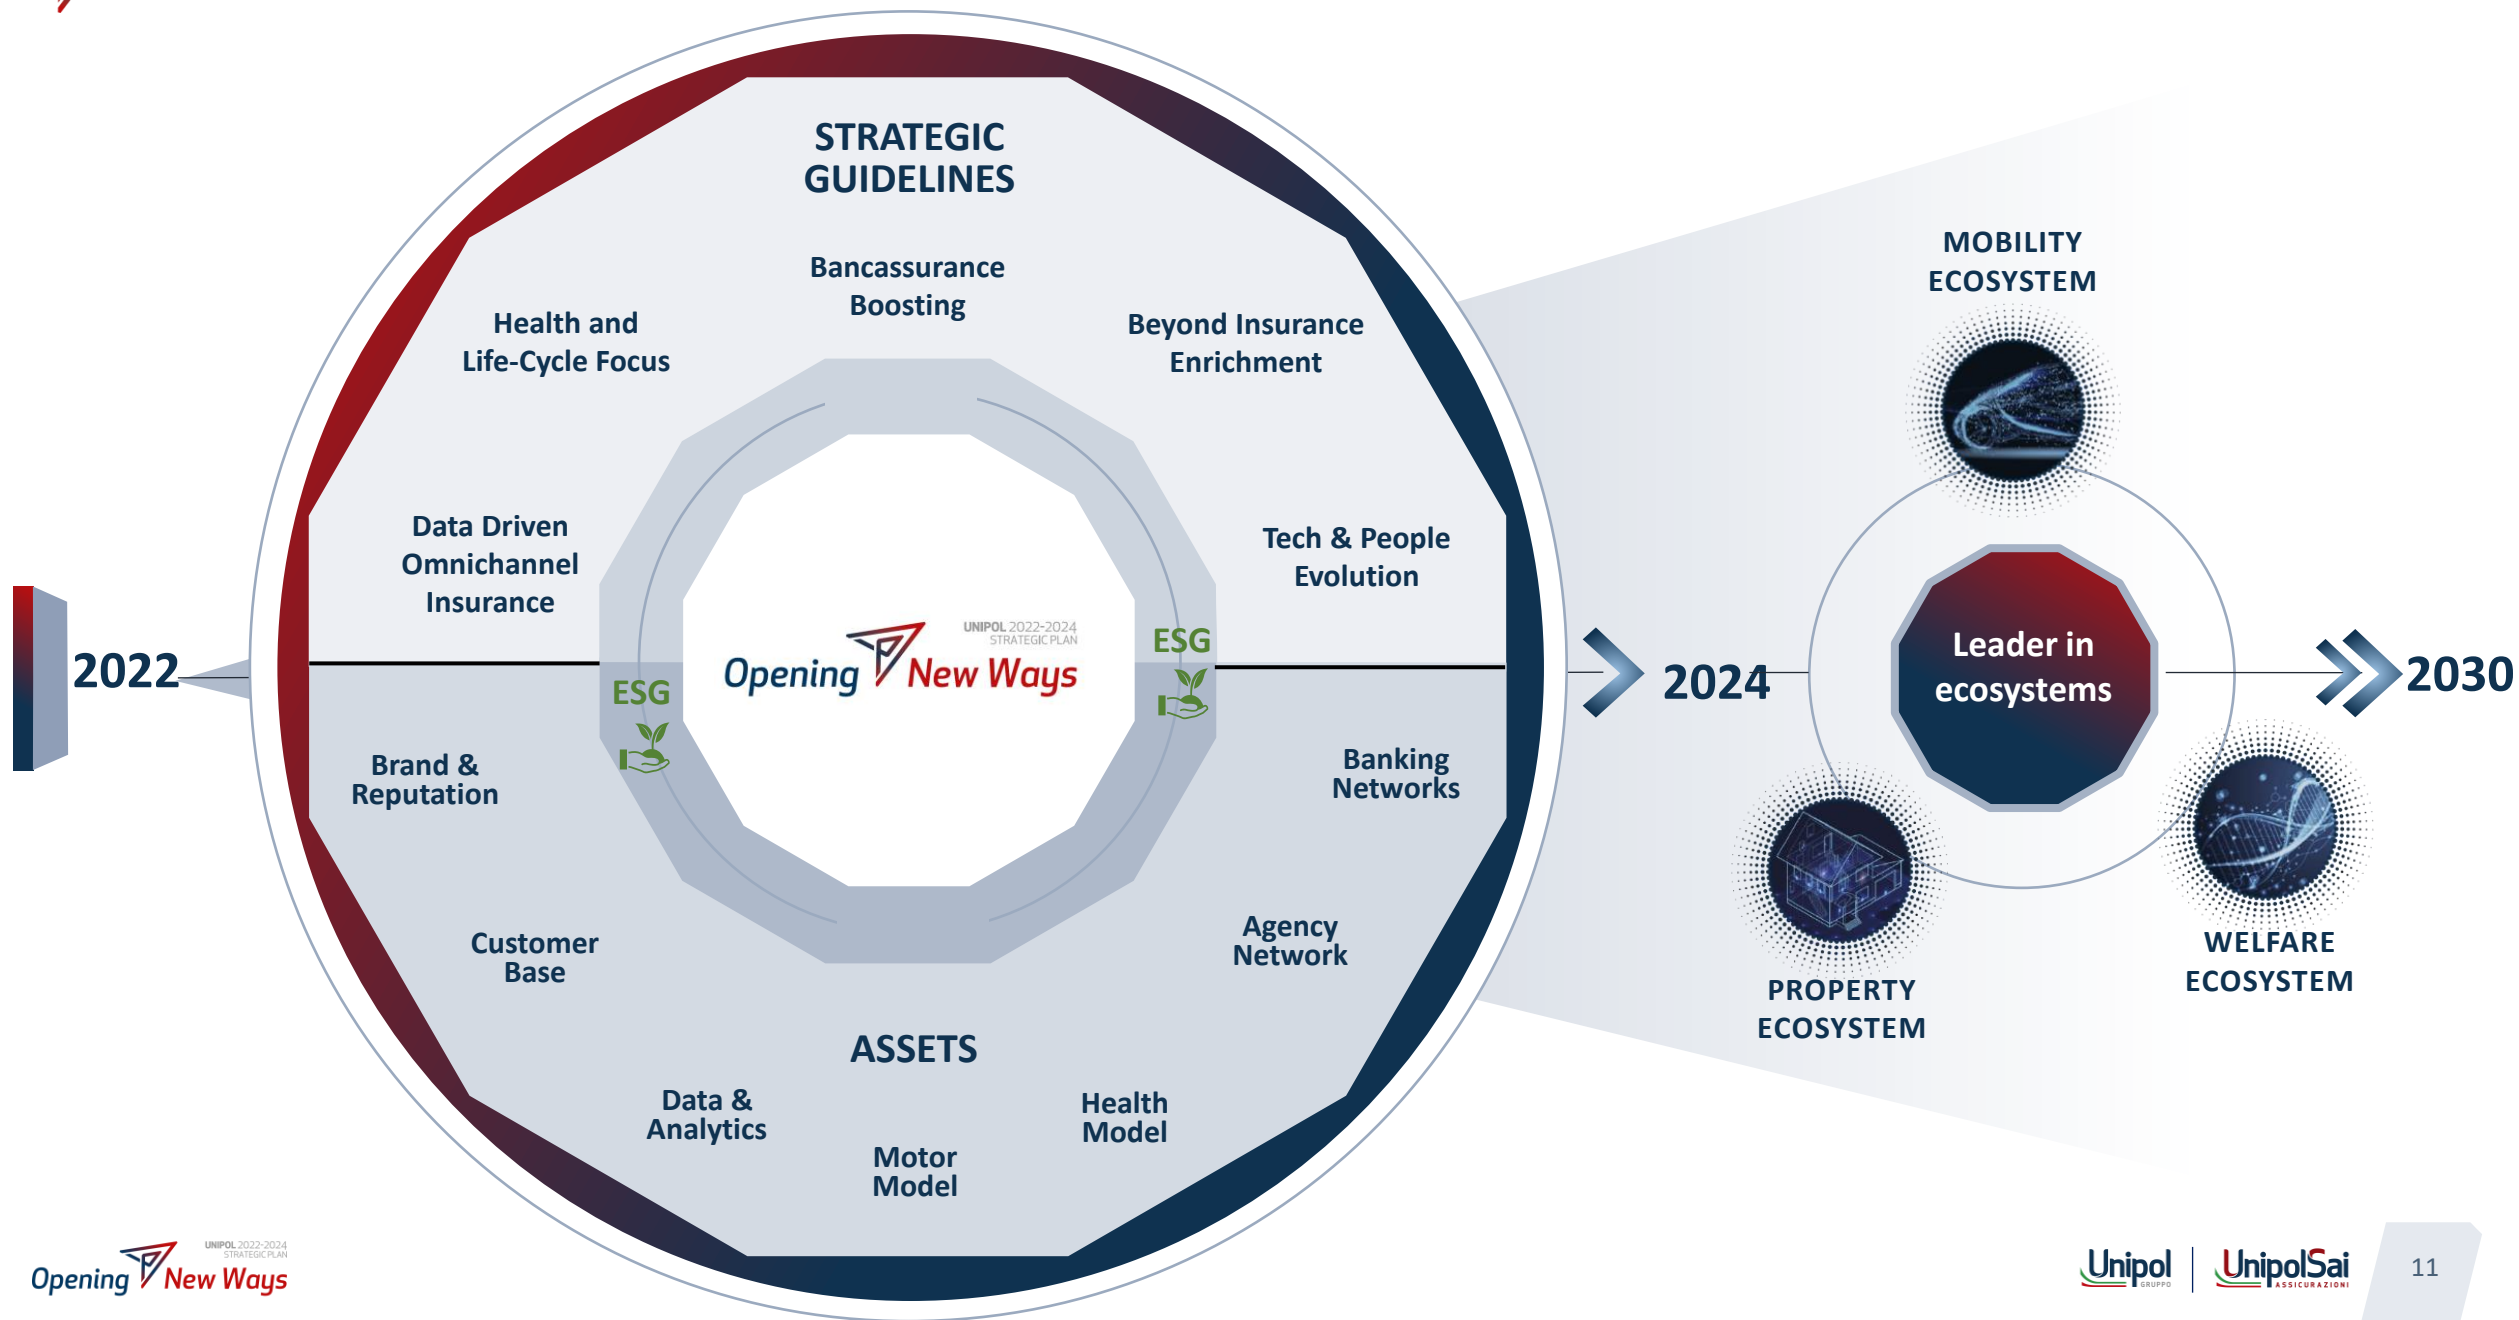 STRATEGIC
GUIDELINES
Bancassurance
Boosting
Health and
Life-Cycle Focus
Beyond Insurance
Enrichment
Data Driven
Omnichannel
Insurance
Tech & People
Evolution
2022
UNIPOL 2022-2024
STRATEGIC PLAN
Opening New Ways
ESG
ESG
Brand &
Reputation
Banking
Networks
Customer
Base
Agency
Network
ASSETS
Data &
Analytics
Motor
Model
Health
Model
2024
MOBILITY
ECOSYSTEM
Leader in
ecosystems
2030
PROPERTY
ECOSYSTEM
WELFARE
ECOSYSTEM
UNIPOL 2022-2024
STRATEGIC PLAN
Opening New Ways
Unipol
GRUPPO
UnipolSai
ASSICURAZIONI
11